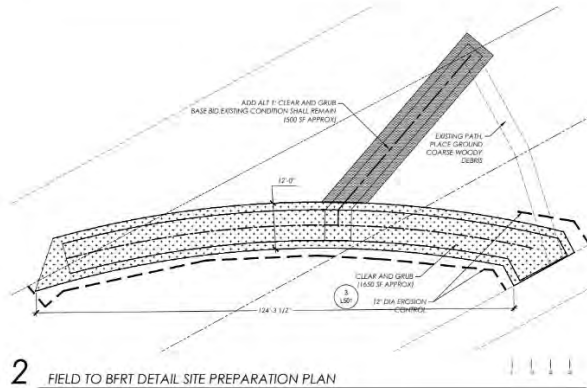 ADD ALT 1: CLEAR AND GRUB
BASE BID:EXISTING CONDITION SHALL REMAIN
(500 SF APPROX)
EXISTING PATH,
PLACE GROUND
COARSE WOODY
DEBRIS
12'-0"
CLEAR AND GRUB
(1650 SF APPROX)
3
L501
12" DIA EROSION
CONTROL
124'-3 1/2"
2 FIELD TO BFRT DETAIL SITE PREPARATION PLAN